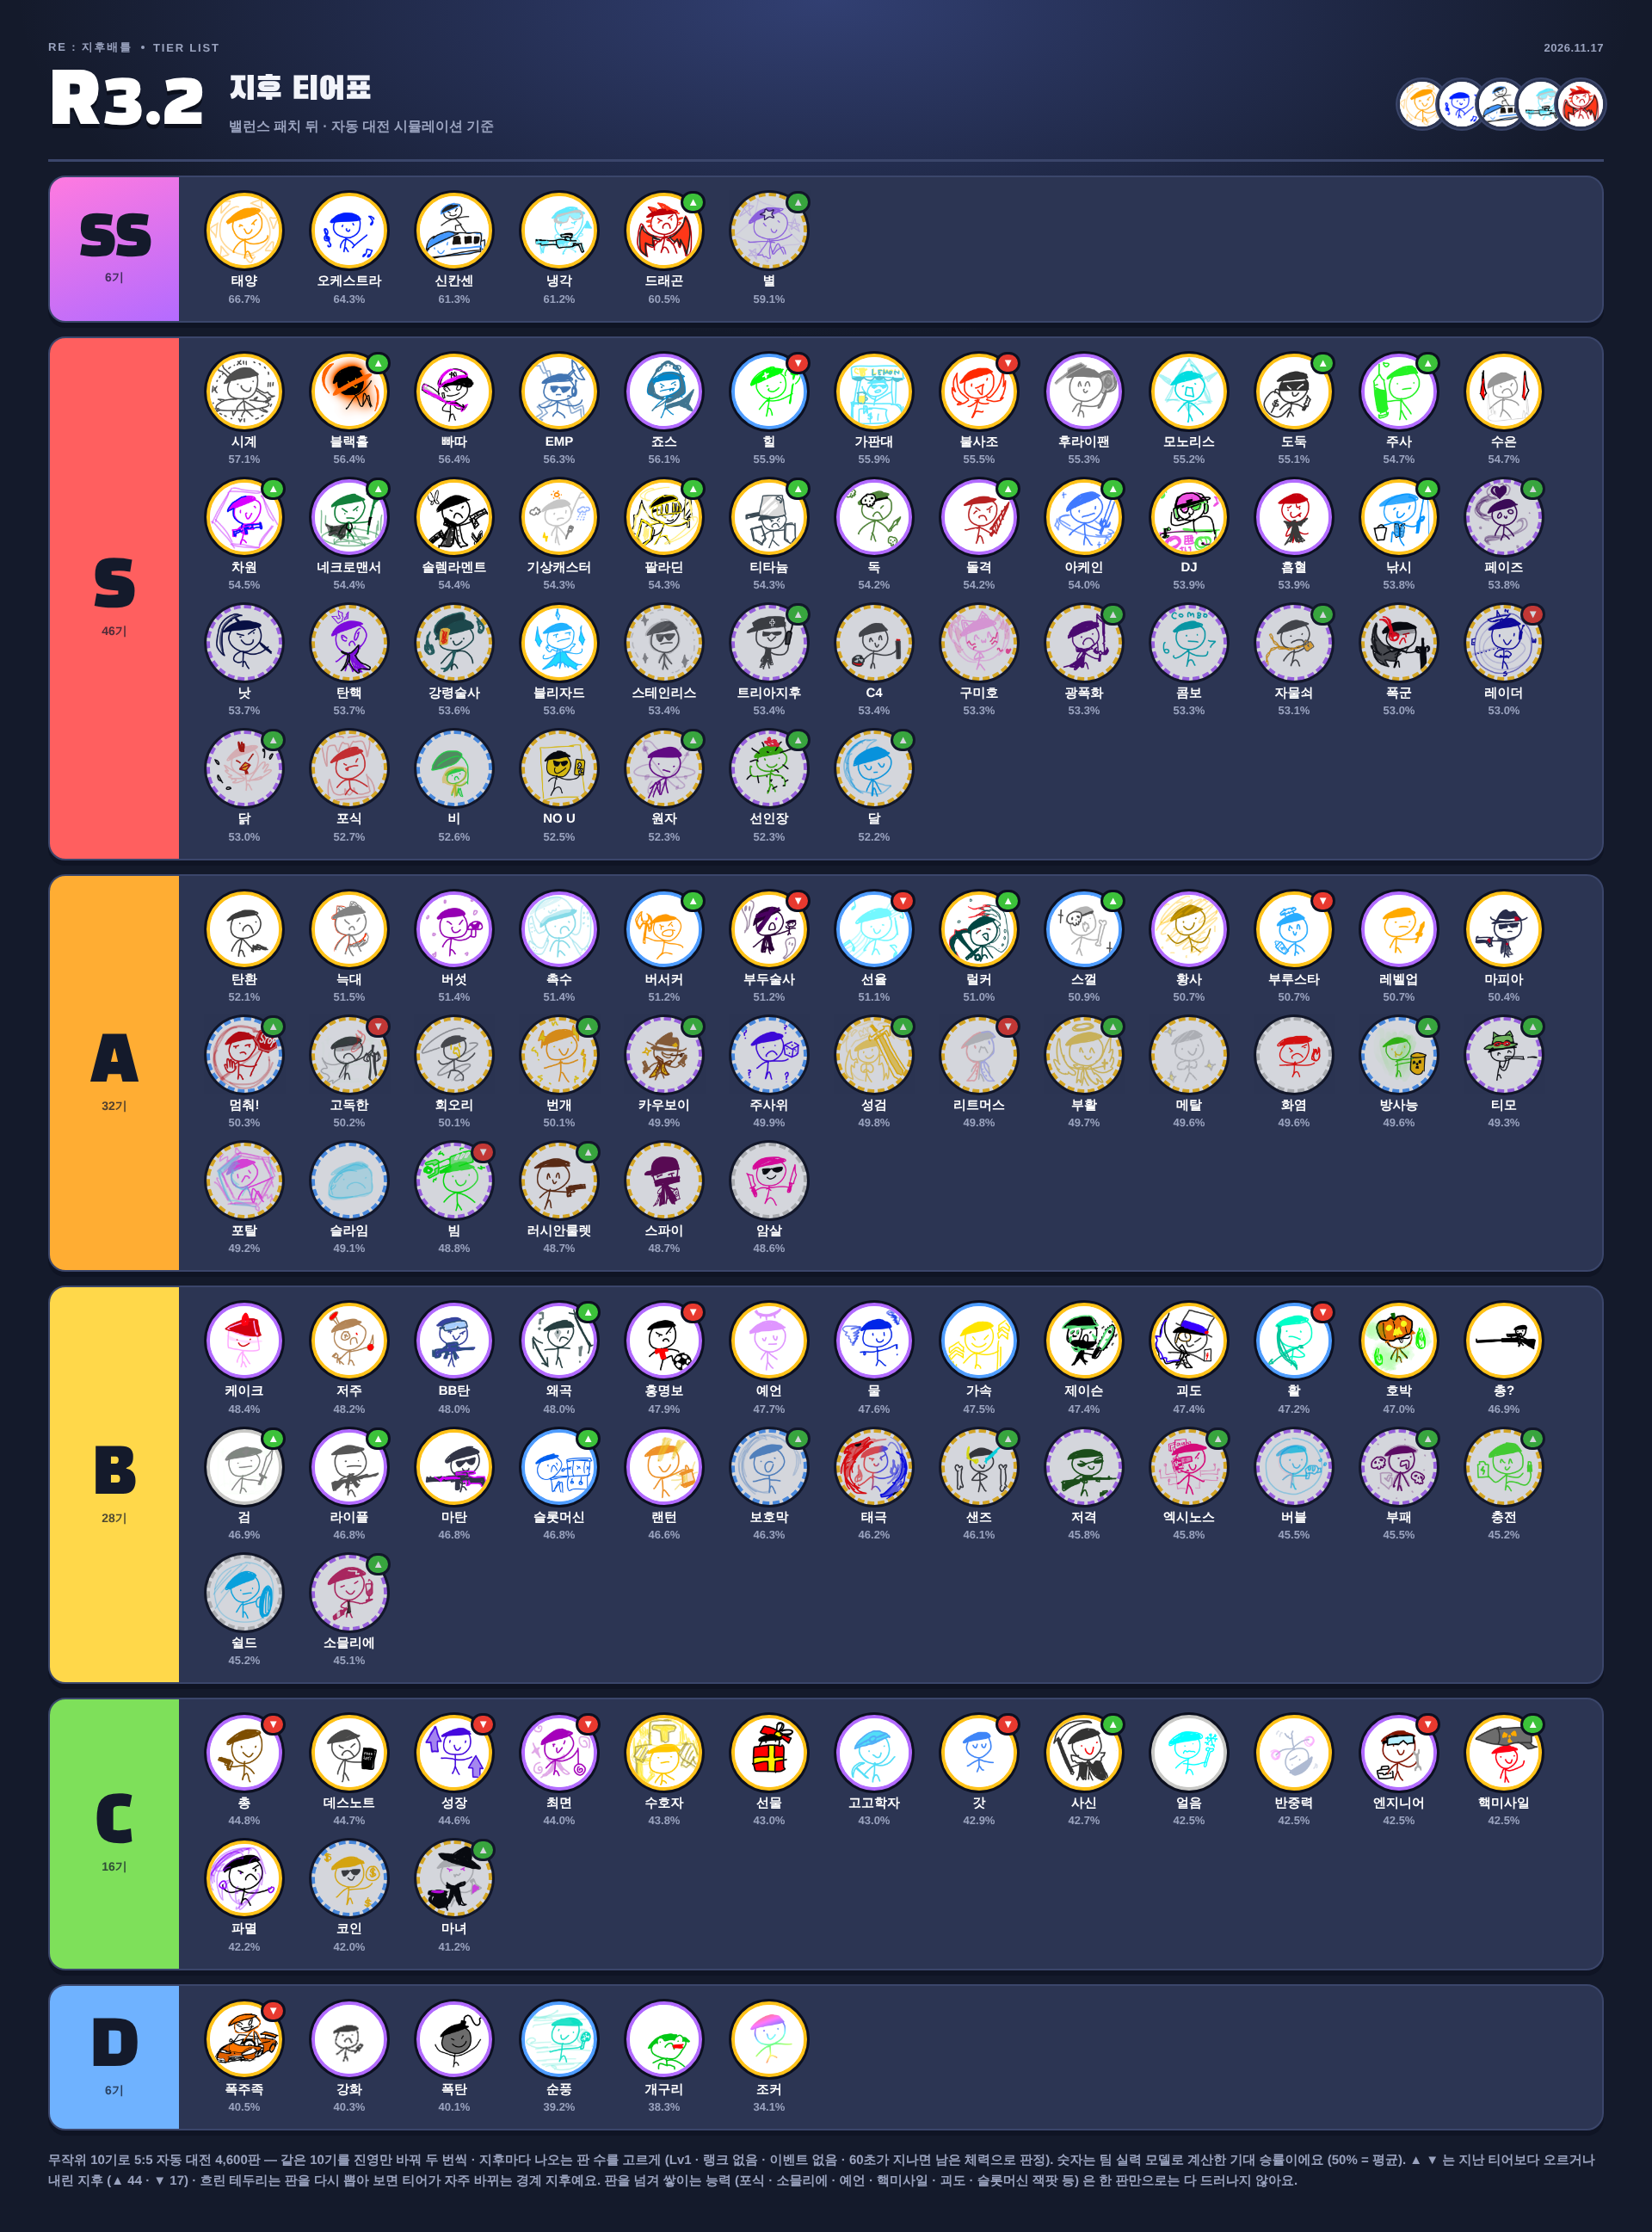 RE : 지후배틀 • TIER LIST
2026.11.17
R3.2 지후 티어표
밸런스 패치 뒤 · 자동 대전 시뮬레이션 기준
SS
6기
태양 오케스트라 신칸센 냉각 드래곤 별
66.7% 64.3% 61.3% 61.2% 60.5% 59.1%
S
46기
시계 블랙홀 빠따 EMP 죠스 힐 가판대 불사조 후라이팬 모노리스 도둑 주사 수은
57.1% 56.4% 56.4% 56.3% 56.1% 55.9% 55.9% 55.5% 55.3% 55.2% 55.1% 54.7% 54.7%
차원 네크로맨서 솔렘라멘트 기상캐스터 팔라딘 티타늄 독 돌격 아케인 DJ 흡혈 낚시 페이즈
54.5% 54.4% 54.4% 54.3% 54.3% 54.3% 54.2% 54.2% 54.0% 53.9% 53.9% 53.8% 53.8%
낫 탄핵 강령술사 블리자드 스테인리스 트리아지후 C4 구미호 광폭화 콤보 자물쇠 폭군 레이더
53.7% 53.7% 53.6% 53.6% 53.4% 53.4% 53.4% 53.3% 53.3% 53.3% 53.1% 53.0% 53.0%
닭 포식 비 NO U 원자 선인장 달
53.0% 52.7% 52.6% 52.5% 52.3% 52.3% 52.2%
A
32기
탄환 늑대 버섯 촉수 버서커 부두술사 선율 럴커 스컬 황사 부루스타 레벨업 마피아
52.1% 51.5% 51.4% 51.4% 51.2% 51.2% 51.1% 51.0% 50.9% 50.7% 50.7% 50.7% 50.4%
멈춰! 고독한 회오리 번개 카우보이 주사위 성검 리트머스 부활 메탈 화염 방사능 티모
50.3% 50.2% 50.1% 50.1% 49.9% 49.9% 49.8% 49.8% 49.7% 49.6% 49.6% 49.6% 49.3%
포탈 슬라임 빔 러시안룰렛 스파이 암살
49.2% 49.1% 48.8% 48.7% 48.7% 48.6%
B
28기
케이크 저주 BB탄 왜곡 홍명보 예언 물 가속 제이슨 괴도 활 호박 총?
48.4% 48.2% 48.0% 48.0% 47.9% 47.7% 47.6% 47.5% 47.4% 47.4% 47.2% 47.0% 46.9%
검 라이플 마탄 슬롯머신 랜턴 보호막 태극 샌즈 저격 엑시노스 버블 부패 충전
46.9% 46.8% 46.8% 46.8% 46.6% 46.3% 46.2% 46.1% 45.8% 45.8% 45.5% 45.5% 45.2%
쉴드 소믈리에
45.2% 45.1%
C
16기
총 데스노트 성장 최면 수호자 선물 고고학자 갓 사신 얼음 반중력 엔지니어 핵미사일
44.8% 44.7% 44.6% 44.0% 43.8% 43.0% 43.0% 42.9% 42.7% 42.5% 42.5% 42.5% 42.5%
파멸 코인 마녀
42.2% 42.0% 41.2%
D
6기
폭주족 강화 폭탄 순풍 개구리 조커
40.5% 40.3% 40.1% 39.2% 38.3% 34.1%
무작위 10기로 5:5 자동 대전 4,600판 — 같은 10기를 진영만 바꿔 두 번씩 · 지후마다 나오는 판 수를 고르게 (Lv1 · 랭크 없음 · 이벤트 없음 · 60초가 지나면 남은 체력으로 판정). 숫자는 팀 실력 모델로 계산한 기대 승률이에요 (50% = 평균). ▲ ▼ 는 지난 티어보다 오르거나
내린 지후 (▲ 44 · ▼ 17) · 흐린 테두리는 판을 다시 뽑아 보면 티어가 자주 바뀌는 경계 지후예요. 판을 넘겨 쌓이는 능력 (포식 · 소믈리에 · 예언 · 핵미사일 · 괴도 · 슬롯머신 잭팟 등) 은 한 판만으로는 다 드러나지 않아요.